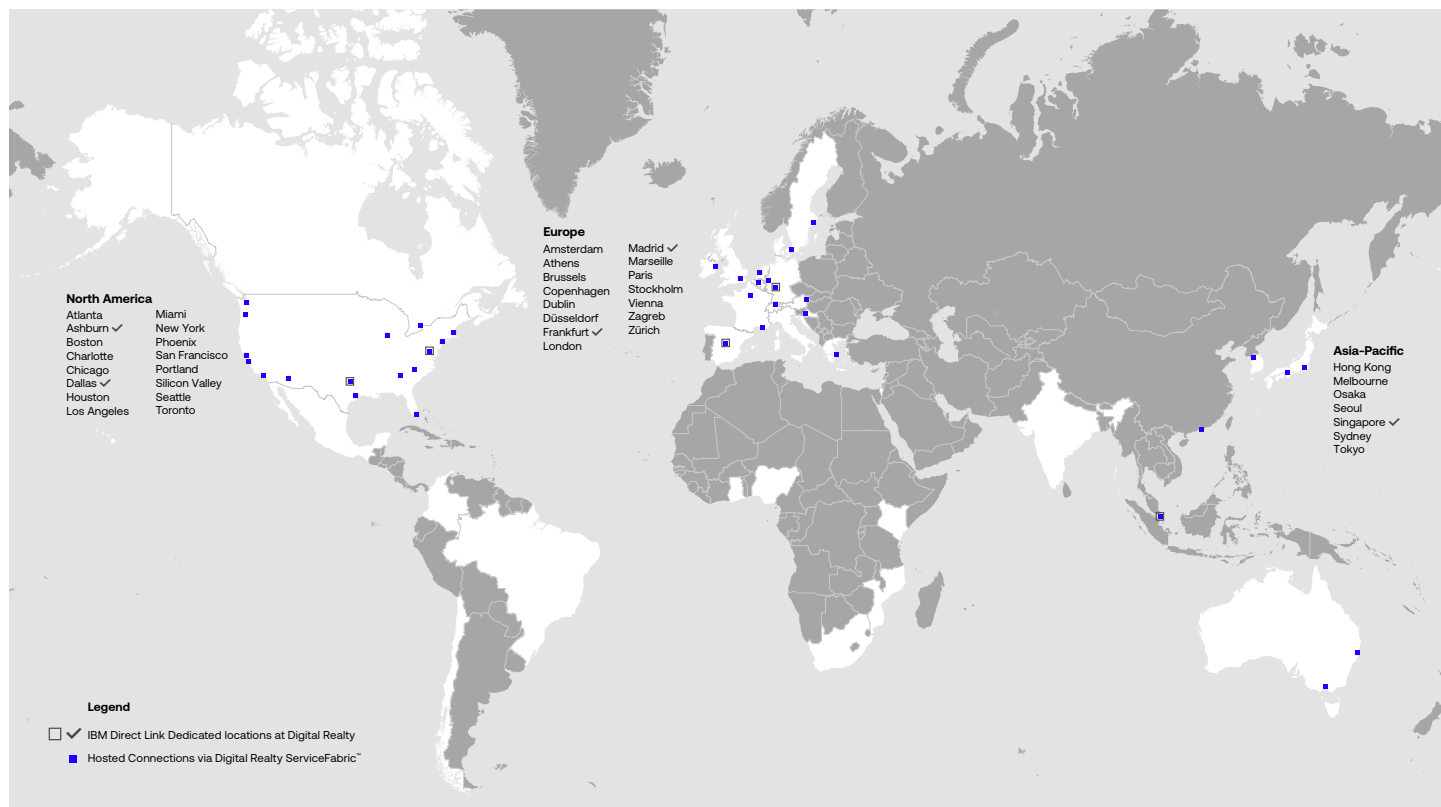 North America
Atlanta
Ashburn ✓
Boston
Charlotte
Chicago
Dallas ✓
Houston
Los Angeles
Miami
New York
Phoenix
San Francisco
Portland
Silicon Valley
Seattle
Toronto
Europe
Amsterdam
Athens
Brussels
Copenhagen
Dublin
Düsseldorf
Frankfurt ✓
London
Madrid ✓
Marseille
Paris
Stockholm
Vienna
Zagreb
Zürich
Asia-Pacific
Hong Kong
Melbourne
Osaka
Seoul
Singapore ✓
Sydney
Tokyo
Legend
IBM Direct Link Dedicated locations at Digital Realty
Hosted Connections via Digital Realty ServiceFabric™